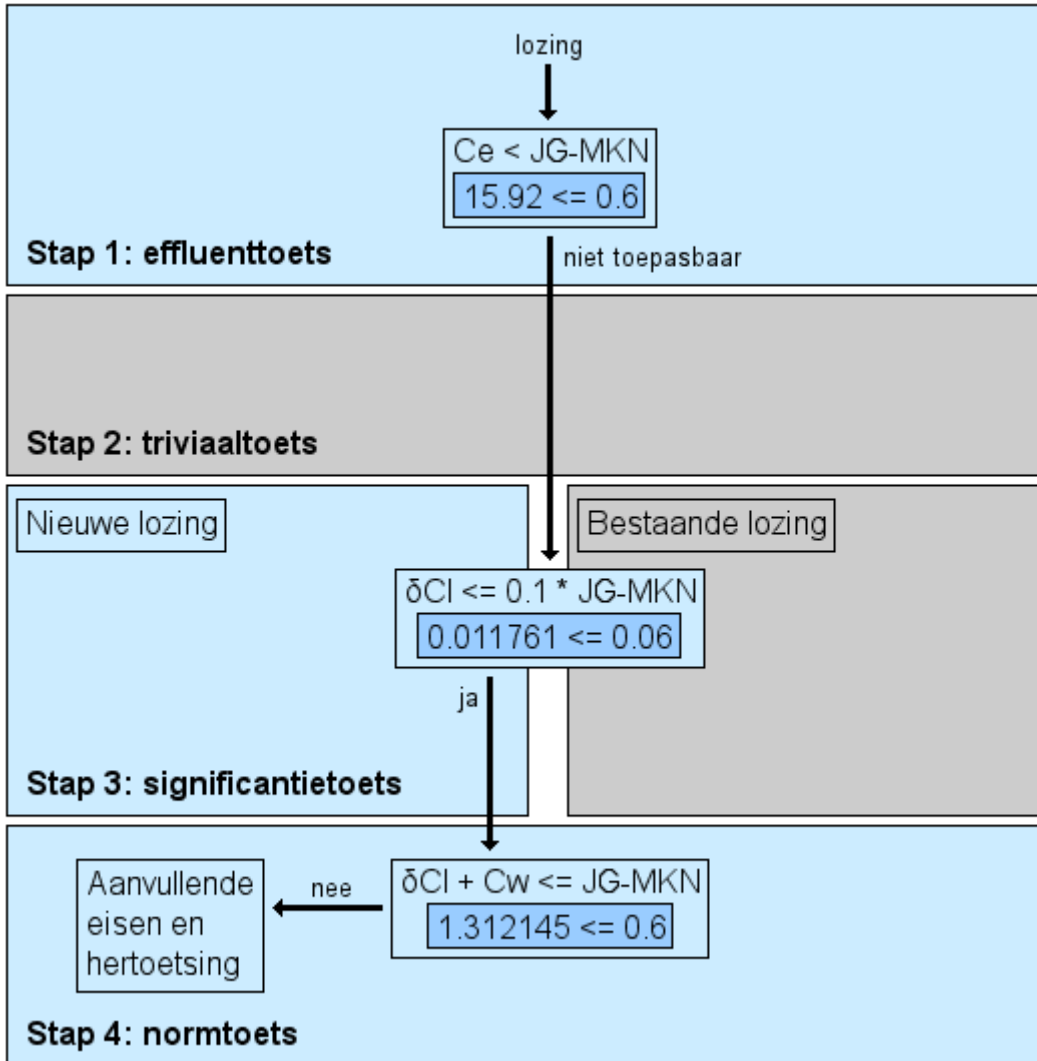 lozing
Ce < JG-MKN
15.92 <= 0.6
Stap 1: effluenttoets
niet toepasbaar
Stap 2: triviaaltoets
Nieuwe lozing
Bestaande lozing
δCl <= 0.1 * JG-MKN
0.011761 <= 0.06
ja
Stap 3: significantietoets
Aanvullende
eisen en
hertoetsing
nee
δCl + Cw <= JG-MKN
1.312145 <= 0.6
Stap 4: normtoets